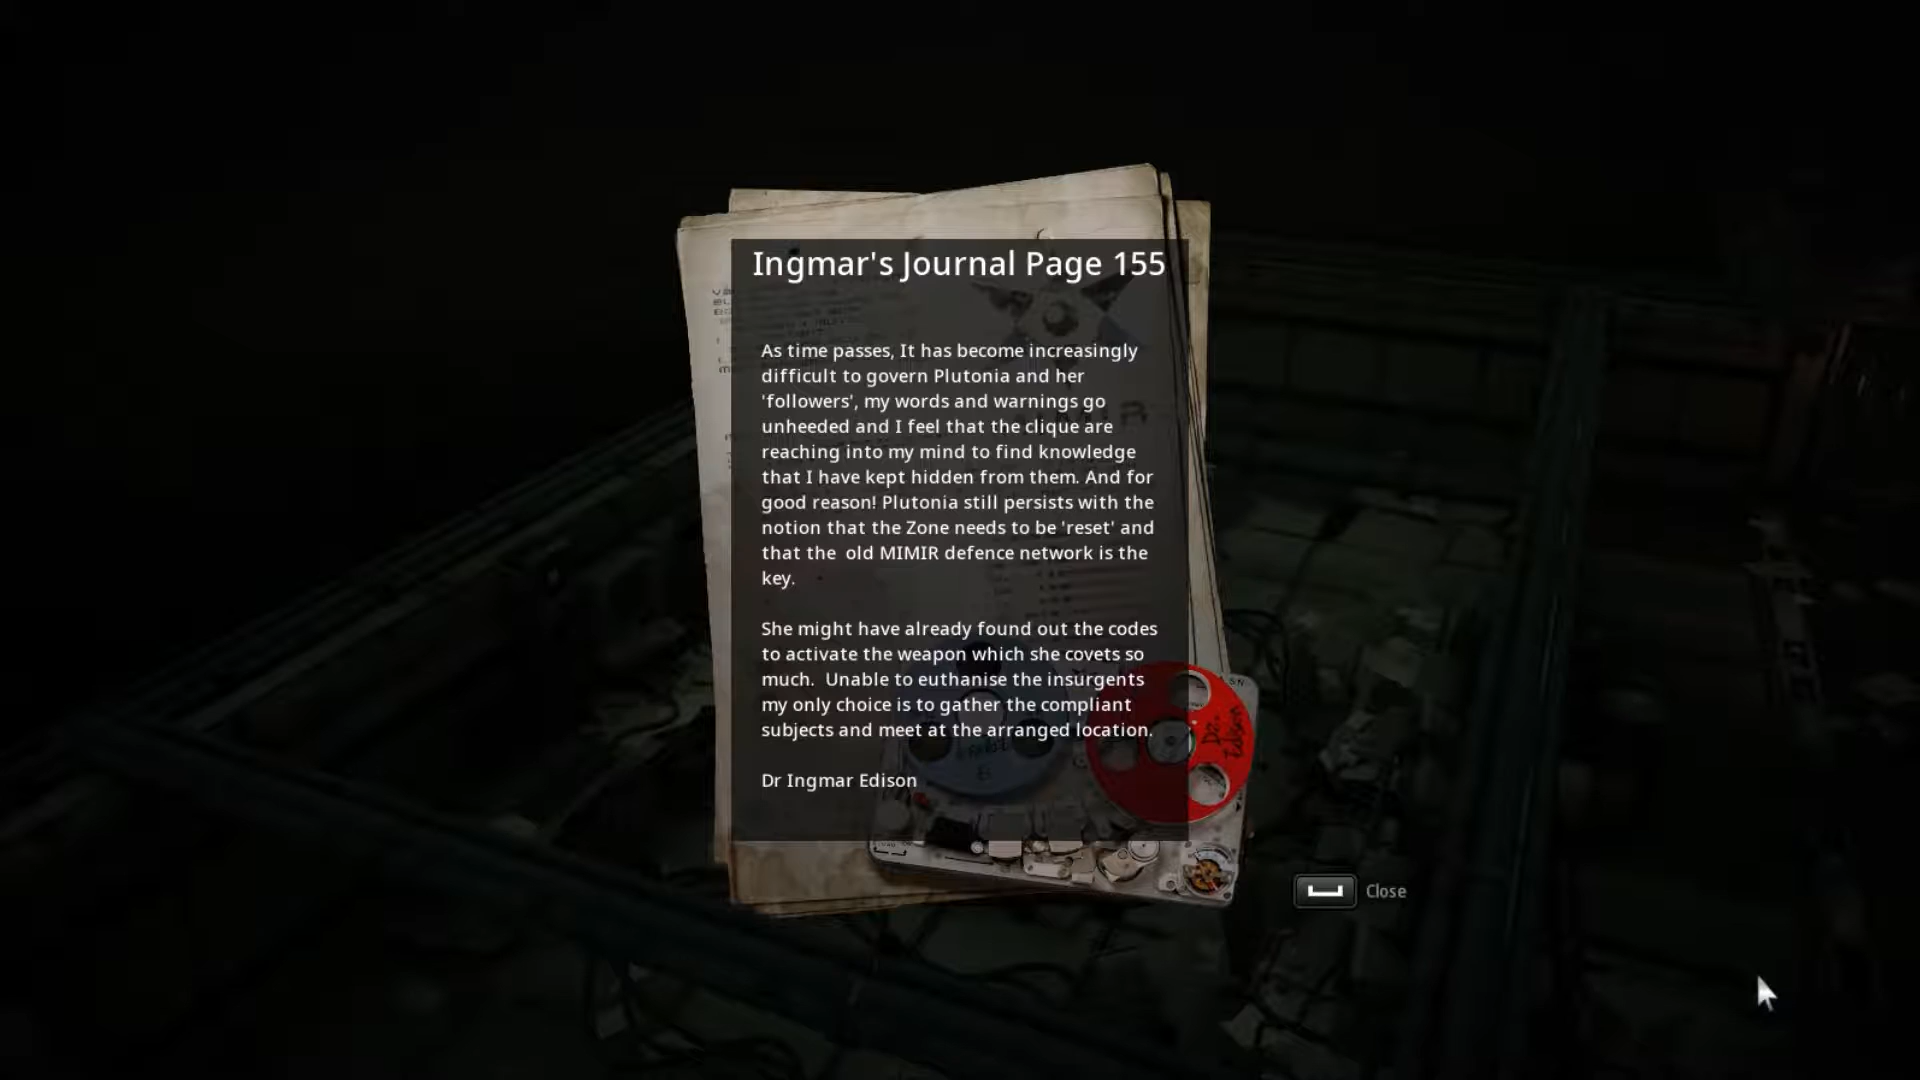 Ingmar's Journal Page 155
As time passes, It has become increasingly
difficult to govern Plutonia and her
'followers', my words and warnings go
unheeded and I feel that the clique are
reaching into my mind to find knowledge
that I have kept hidden from them. And for
good reason! Plutonia still persists with the
notion that the Zone needs to be 'reset' and
that the  old MIMIR defence network is the
key.
She might have already found out the codes
to activate the weapon which she covets so
much.  Unable to euthanise the insurgents
my only choice is to gather the compliant
subjects and meet at the arranged location.
Dr Ingmar Edison
Dr. Edison
Close